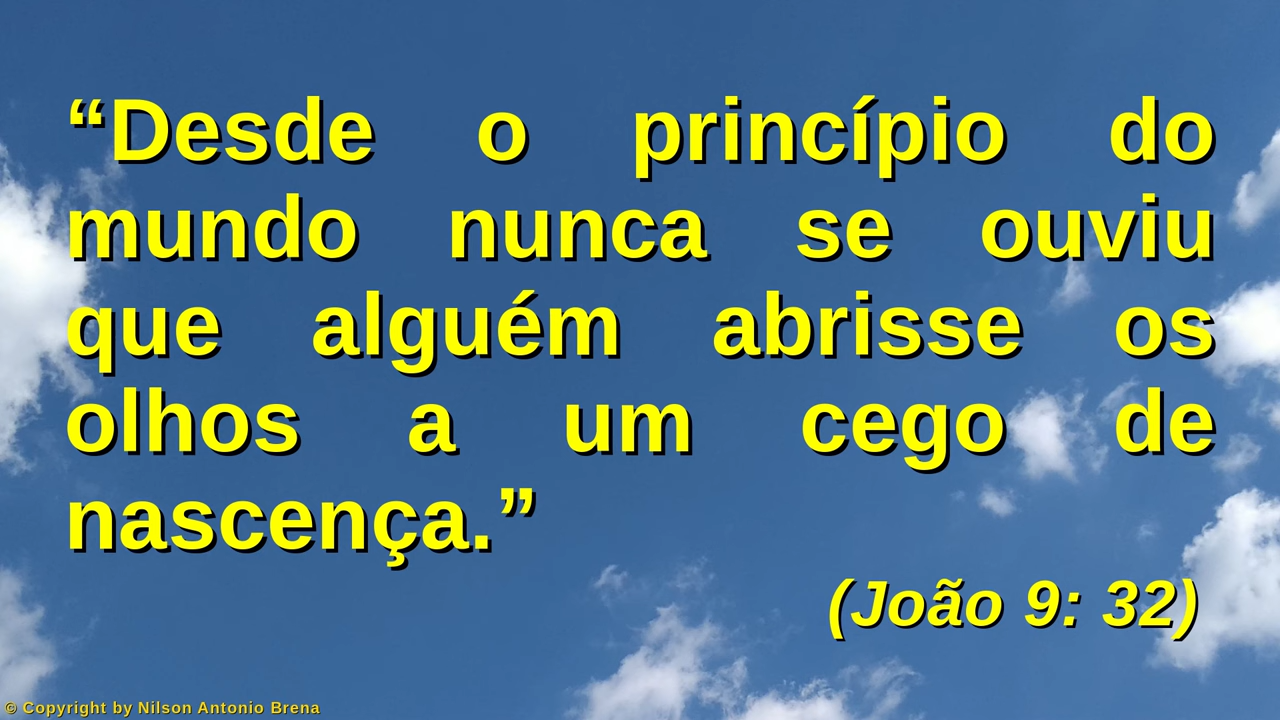 “Desde o princípio do
mundo nunca se ouviu
que alguém abrisse os
olhos a um cego de
nascença.”
(João 9: 32)
© Copyright by Nilson Antonio Brena